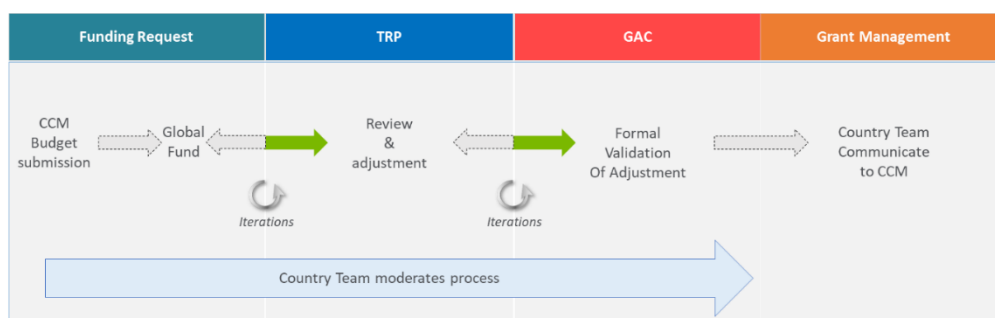 Funding Request
TRP
GAC
Grant Management
CCM
Budget
submission
Global
Fund
Review
&
adjustment
Formal
Validation
Of Adjustment
Country Team
Communicate
to CCM
Iterations
Iterations
Country Team moderates process